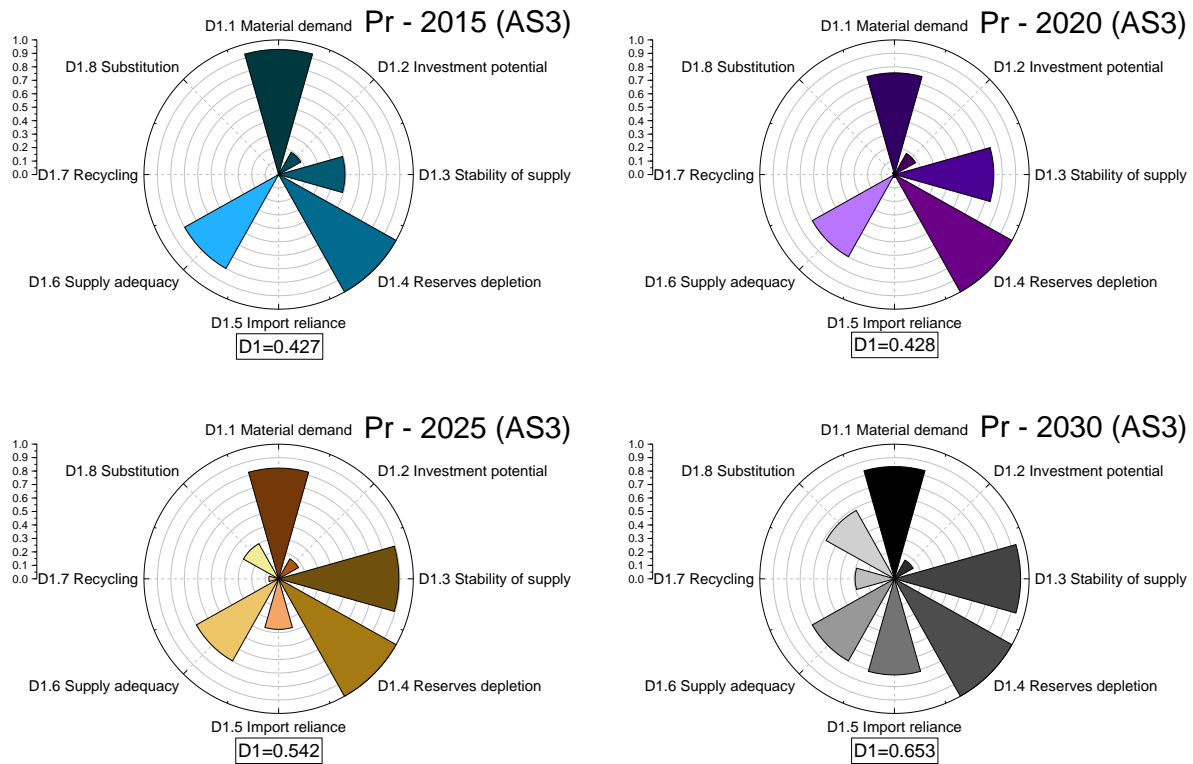 Pr - 2015 (AS3)
D1.1 Material demand
D1.2 Investment potential
D1.3 Stability of supply
D1.4 Reserves depletion
D1.5 Import reliance
D1.6 Supply adequacy
D1.7 Recycling
D1.8 Substitution
1.0
0.9
0.8
0.7
0.6
0.5
0.4
0.3
0.2
0.1
0.0
D1=0.427
Pr - 2020 (AS3)
D1.1 Material demand
D1.2 Investment potential
D1.3 Stability of supply
D1.4 Reserves depletion
D1.5 Import reliance
D1.6 Supply adequacy
D1.7 Recycling
D1.8 Substitution
1.0
0.9
0.8
0.7
0.6
0.5
0.4
0.3
0.2
0.1
0.0
D1=0.428
Pr - 2025 (AS3)
D1.1 Material demand
D1.2 Investment potential
D1.3 Stability of supply
D1.4 Reserves depletion
D1.5 Import reliance
D1.6 Supply adequacy
D1.7 Recycling
D1.8 Substitution
1.0
0.9
0.8
0.7
0.6
0.5
0.4
0.3
0.2
0.1
0.0
D1=0.542
Pr - 2030 (AS3)
D1.1 Material demand
D1.2 Investment potential
D1.3 Stability of supply
D1.4 Reserves depletion
D1.5 Import reliance
D1.6 Supply adequacy
D1.7 Recycling
D1.8 Substitution
1.0
0.9
0.8
0.7
0.6
0.5
0.4
0.3
0.2
0.1
0.0
D1=0.653